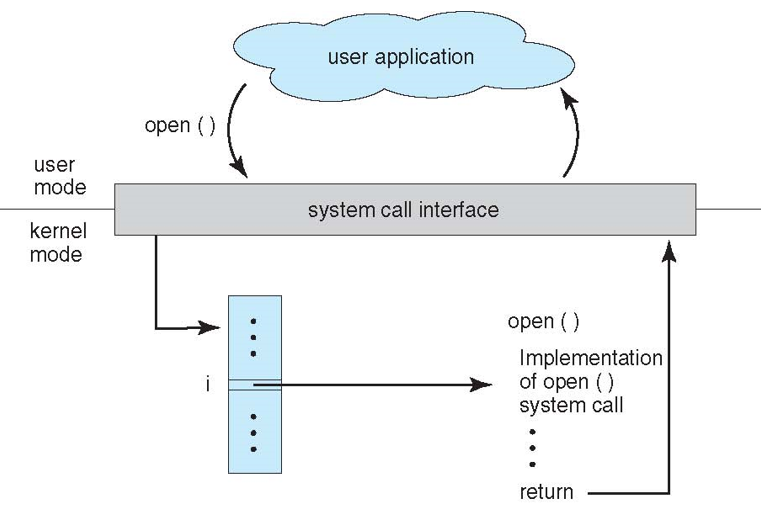 user application
open ( )
user
mode
system call interface
kernel
mode
open ( )
i
Implementation
of open ( )
system call
return